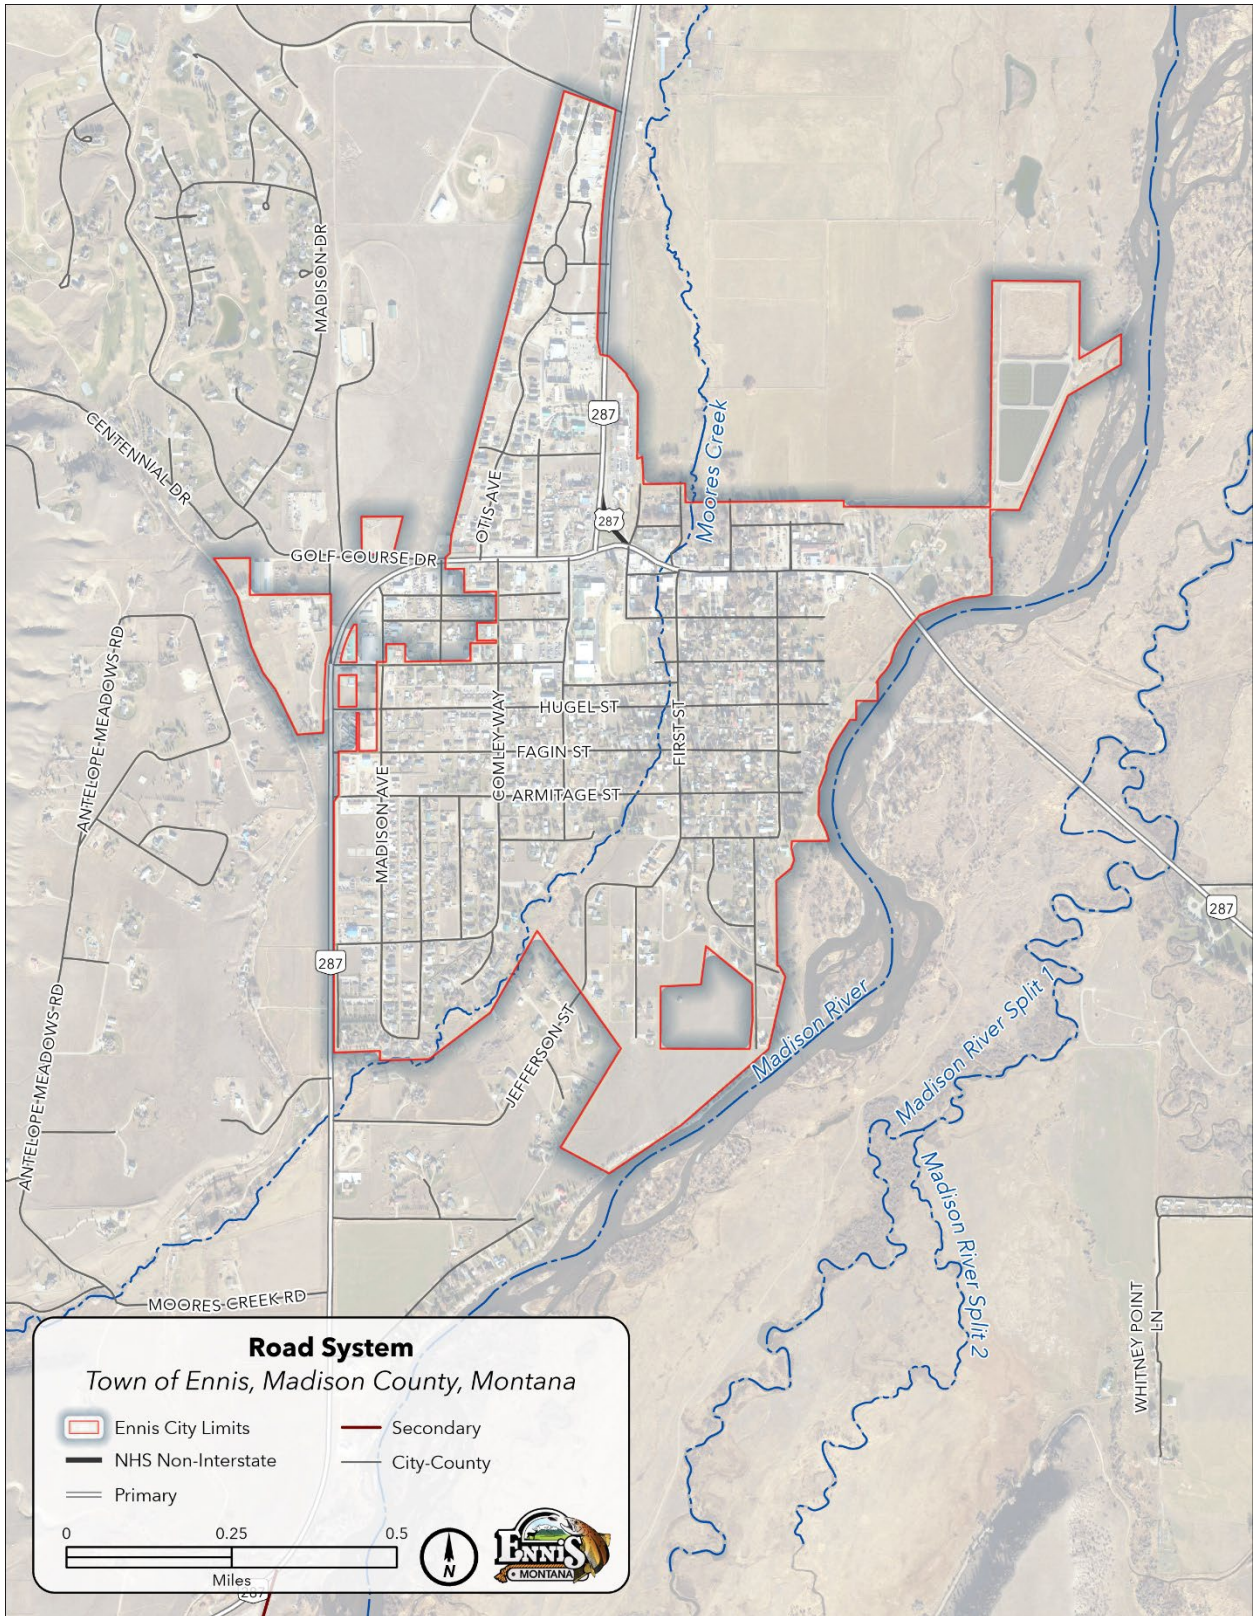 MADISON DR
CENTENNIAL DR
287
Moores Creek
OTIS AVE
287
GOLF COURSE DR
ANTELOPE MEADOWS RD
COMLEY WAY
HUGEL ST
FIRST ST
FAGIN ST
MADISON AVE
ARMITAGE ST
287
287
ANTELOPE MEADOWS RD
JEFFERSON ST
Madison River
Madison River Split 1
Madison River Split 2
MOORES CREEK RD
WHITNEY POINT
LN
Road System
Town of Ennis, Madison County, Montana
Ennis City Limits
NHS Non-Interstate
Primary
Secondary
City-County
0 0.25 0.5
Miles
N
ENNIS
MONTANA
287